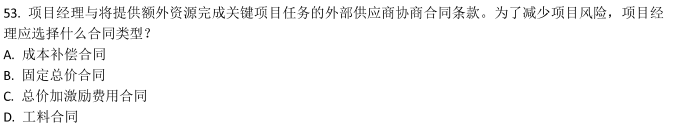 53. 项目经理与将提供额外资源完成关键项目任务的外部供应商协商合同条款。为了减少项目风险，项目经
理应选择什么合同类型？
A. 成本补偿合同
B. 固定总价合同
C. 总价加激励费用合同
D. 工料合同